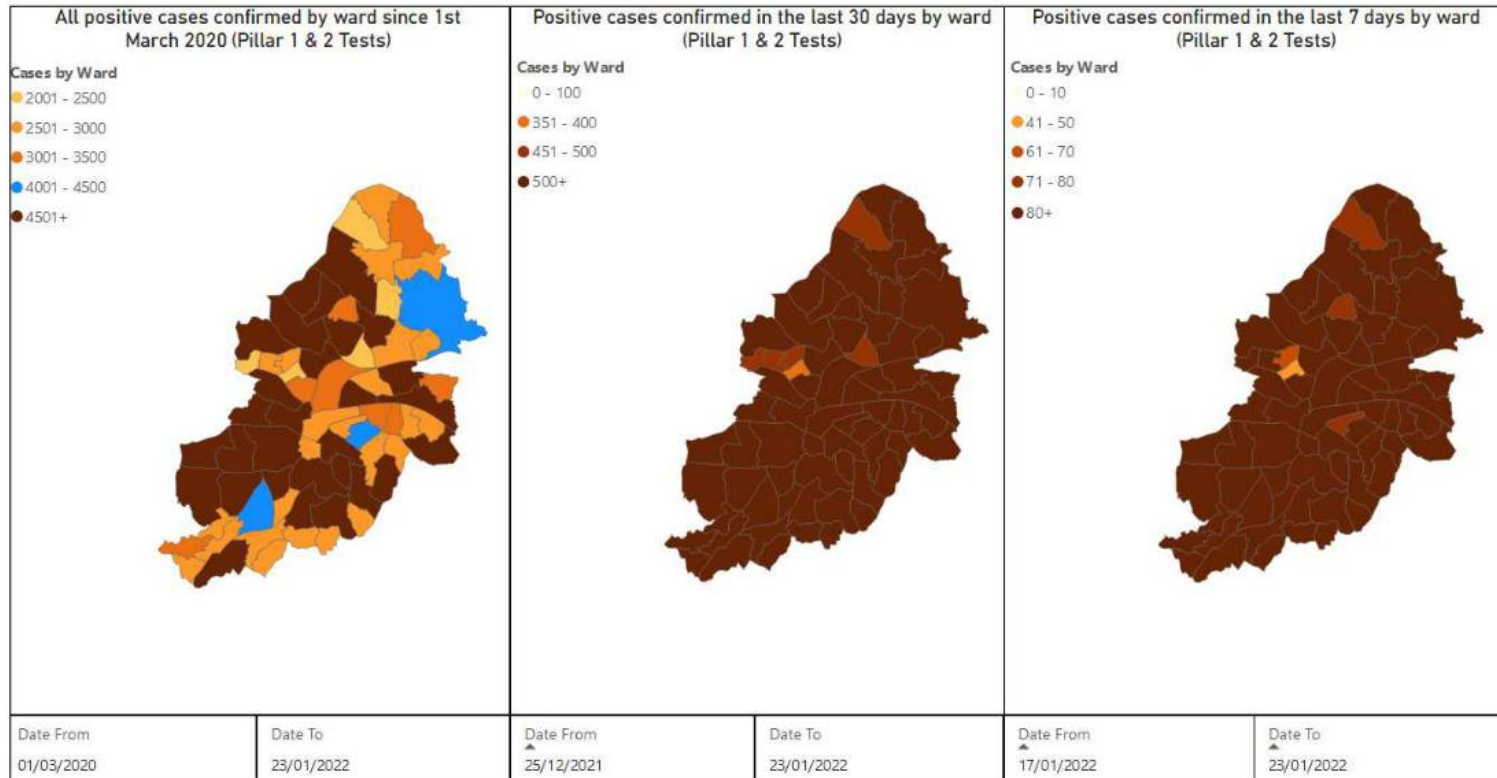 All positive cases confirmed by ward since 1st
March 2020 (Pillar 1 & 2 Tests)
Cases by Ward
2001 - 2500
2501 - 3000
3001 - 3500
4001 - 4500
4501+
Date From
01/03/2020
Date To
23/01/2022
Positive cases confirmed in the last 30 days by ward
(Pillar 1 & 2 Tests)
Cases by Ward
0 - 100
351 - 400
451 - 500
500+
Date From
25/12/2021
Date To
23/01/2022
Positive cases confirmed in the last 7 days by ward
(Pillar 1 & 2 Tests)
Cases by Ward
0 - 10
41 - 50
61 - 70
71 - 80
80+
Date From
17/01/2022
Date To
23/01/2022